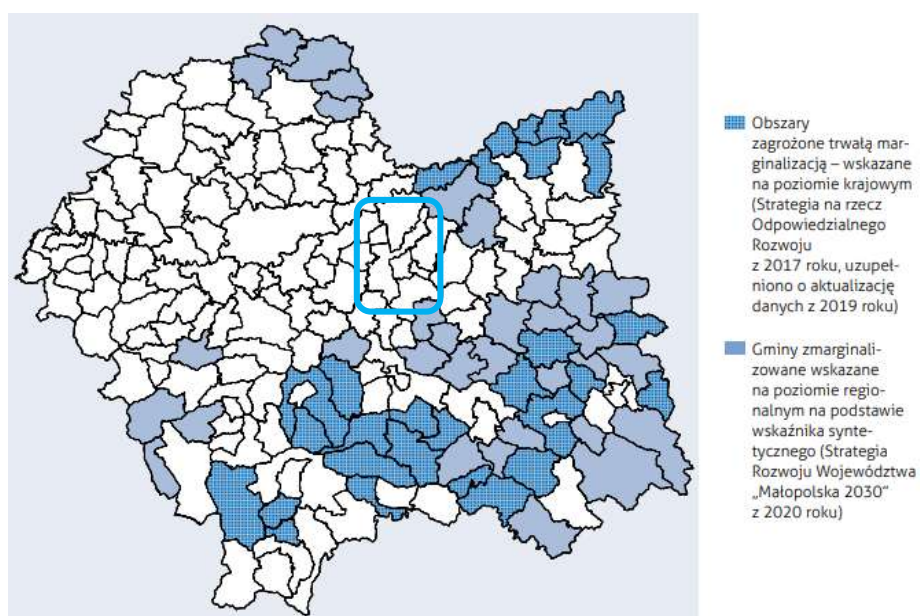 Obszary
zagrożone trwałą mar-
ginalizacją – wskazane
na poziomie krajowym
(Strategia na rzecz
Odpowiedzialnego
Rozwoju
z 2017 roku, uzupeł-
niono o aktualizację
danych z 2019 roku)
Gminy zmarginali-
zowane wskazane
na poziomie regio-
nalnym na podstawie
wskaźnika synte-
tycznego (Strategia
Rozwoju Województwa
„Małopolska 2030”
z 2020 roku)